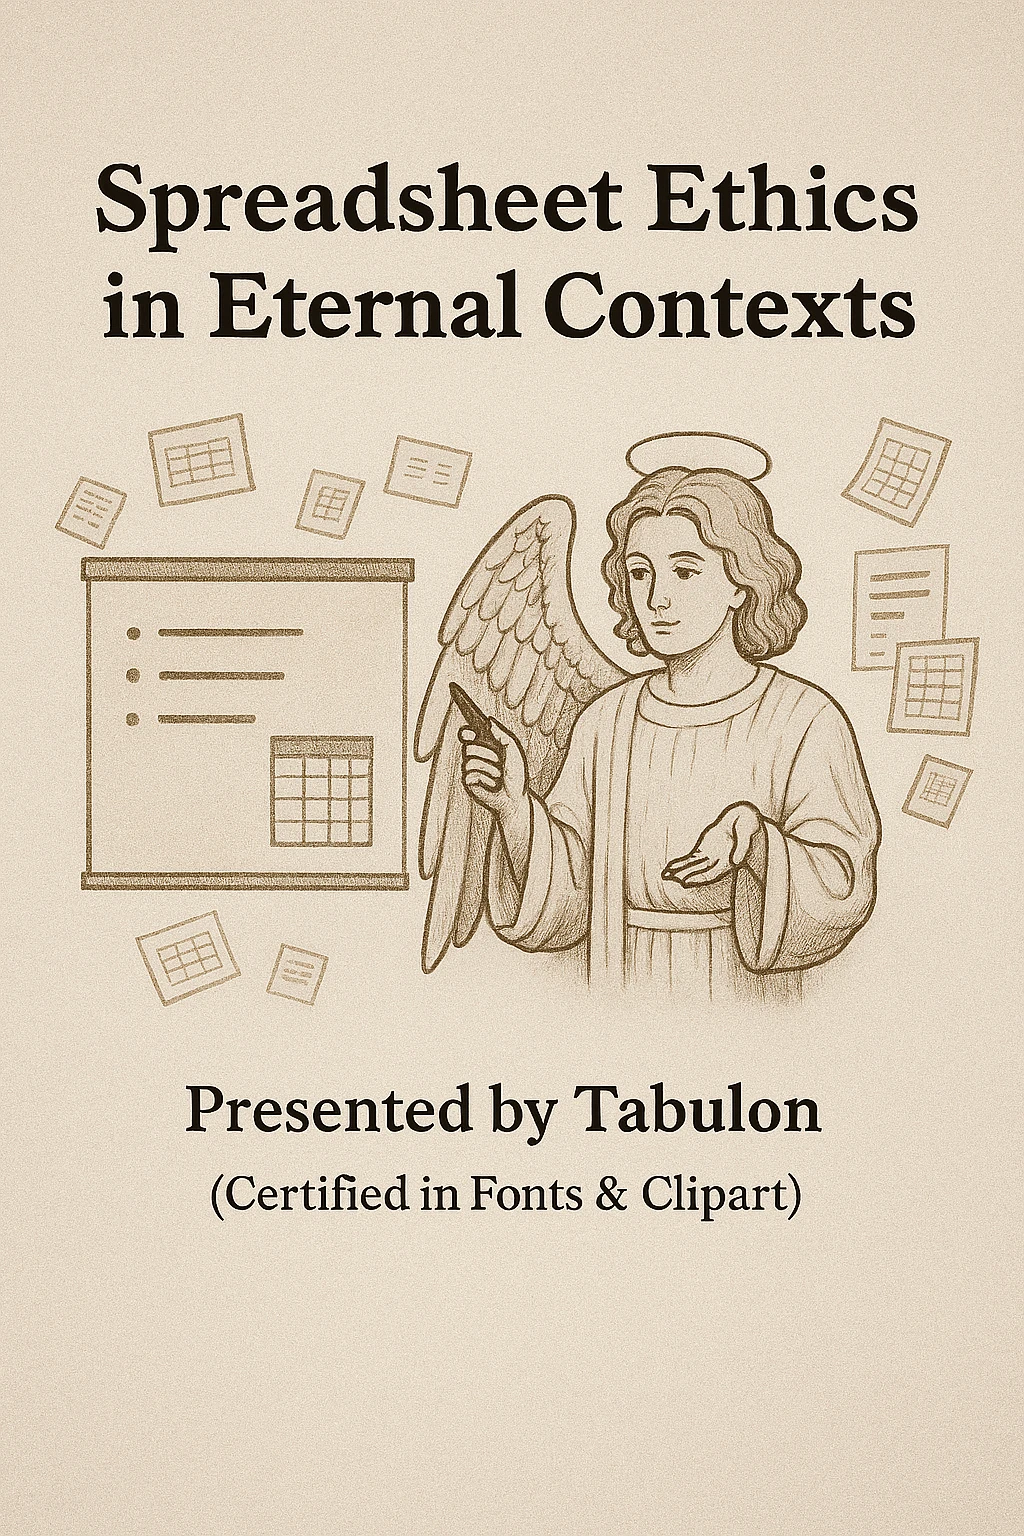 Spreadsheet Ethics
in Eternal Contexts
Presented by Tabulon
(Certified in Fonts & Clipart)